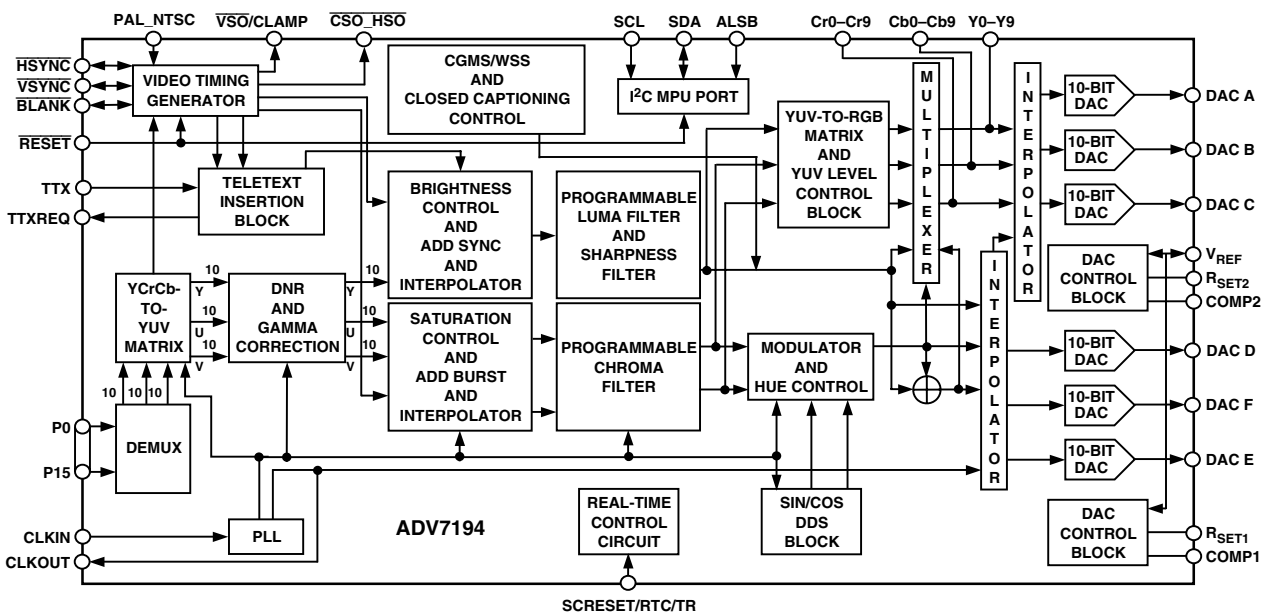 PAL_NTSC
VSO/CLAMP
CSO_HSO
SCL
SDA
ALSB
Cr0–Cr9
Cb0–Cb9
Y0–Y9
HSYNC
VSYNC
BLANK
RESET
TTX
TTXREQ
P0
P15
CLKIN
CLKOUT
VIDEO TIMING
GENERATOR
CGMS/WSS
AND
CLOSED CAPTIONING
CONTROL
I²C MPU PORT
TELETEXT
INSERTION
BLOCK
BRIGHTNESS
CONTROL
AND
ADD SYNC
AND
INTERPOLATOR
PROGRAMMABLE
LUMA FILTER
AND
SHARPNESS
FILTER
YUV-TO-RGB
MATRIX
AND
YUV LEVEL
CONTROL
BLOCK
MULTIPLEXER
INTERPOLATOR
10-BIT
DAC
DAC A
10-BIT
DAC
DAC B
10-BIT
DAC
DAC C
YCrCb-
TO-
YUV
MATRIX
10
Y
10
U
10
V
DNR
AND
GAMMA
CORRECTION
10
Y
10
U
10
V
SATURATION
CONTROL
AND
ADD BURST
AND
INTERPOLATOR
PROGRAMMABLE
CHROMA
FILTER
MODULATOR
AND
HUE CONTROL
INTERPOLATOR
DAC
CONTROL
BLOCK
VREF
RSET2
COMP2
10-BIT
DAC
DAC D
10-BIT
DAC
DAC F
10-BIT
DAC
DAC E
10
10
10
DEMUX
PLL
ADV7194
REAL-TIME
CONTROL
CIRCUIT
SIN/COS
DDS
BLOCK
DAC
CONTROL
BLOCK
RSET1
COMP1
SCRESET/RTC/TR